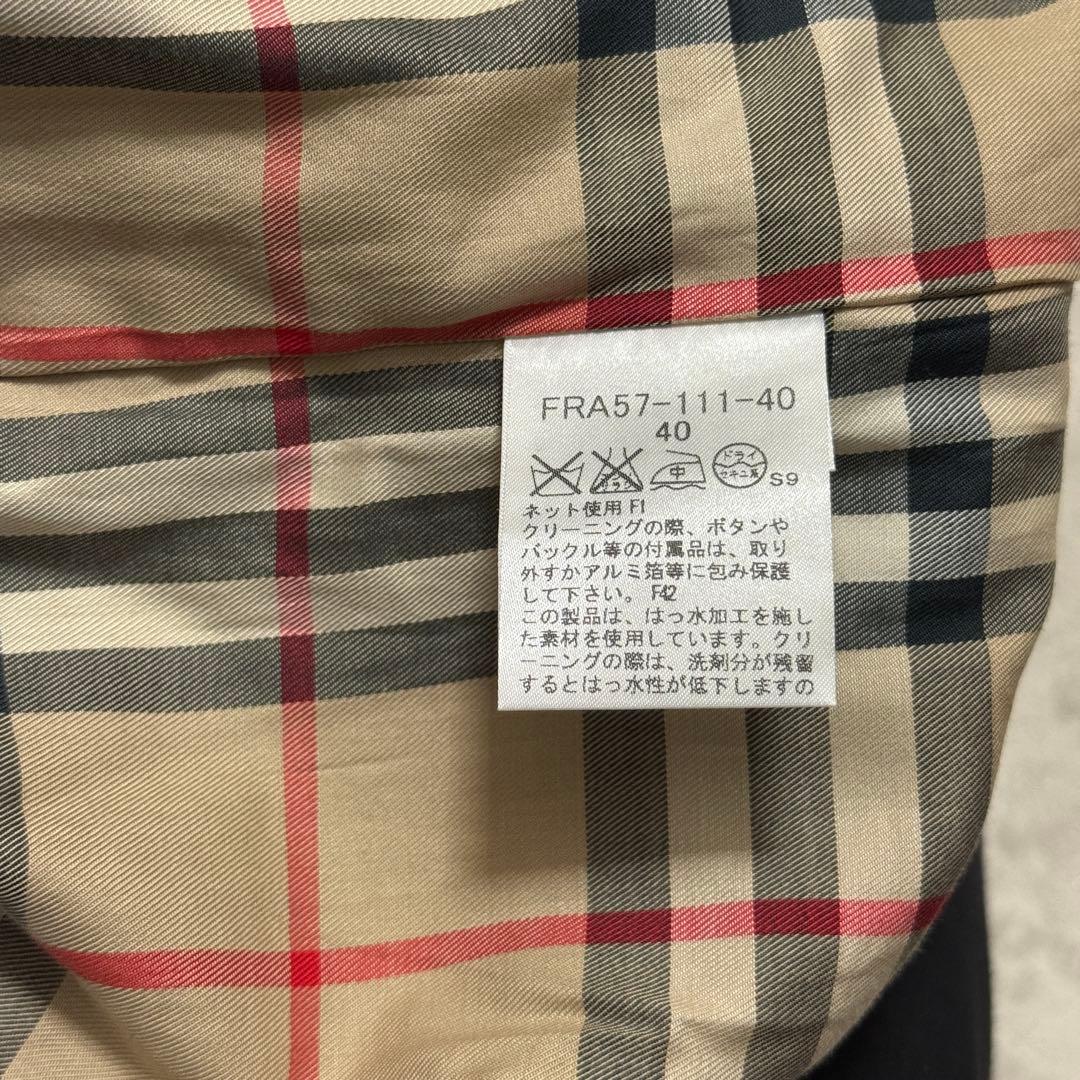 FRA57-111-40
40
中 ドライ セキユ系 S9
ネット使用 F1
クリーニングの際、ボタンや
バックル等の付属品は、取り
外すかアルミ箔等に包み保護
して下さい。 F42
この製品は、はっ水加工を施し
た素材を使用しています。クリ
ーニングの際は、洗剤分が残留
するとはっ水性が低下しますの